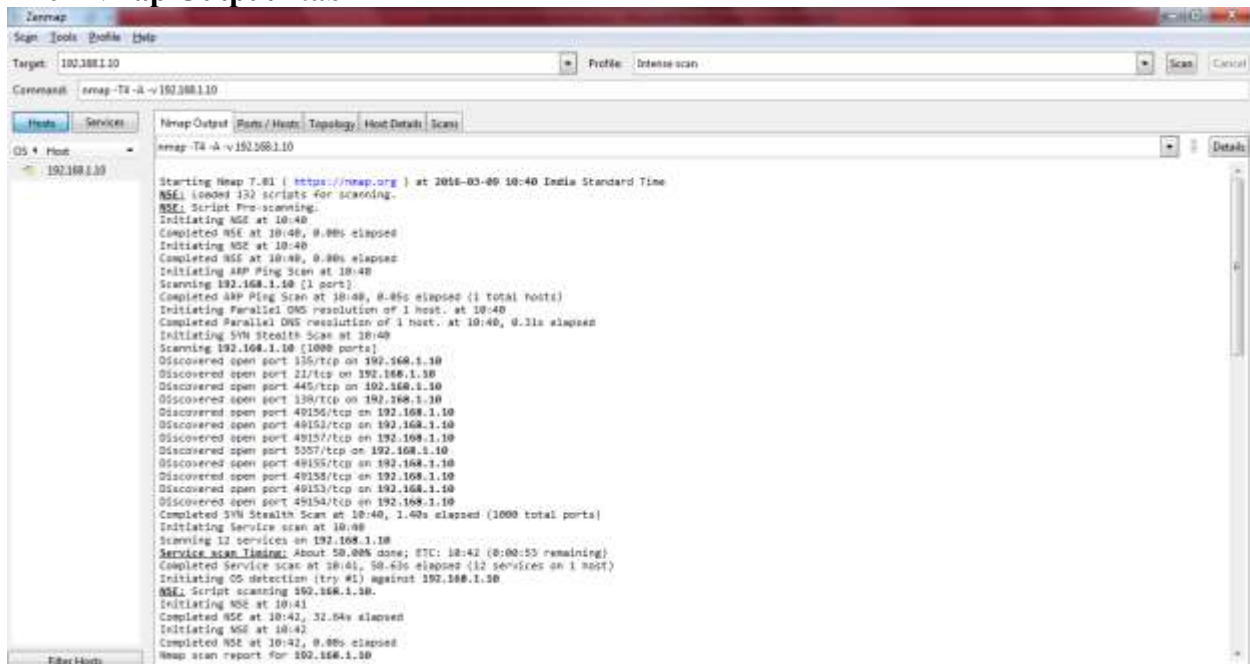 Zenmap
Scan Tools Profile Help
Target: 192.168.1.10 Profile: Intense scan Scan Cancel
Command: nmap -T4 -A -v 192.168.1.10
Hosts Services Nmap Output Ports / Hosts Topology Host Details Scans
OS Host nmap -T4 -A -v 192.168.1.10 Details
192.168.1.10
Starting Nmap 7.01 ( https://nmap.org ) at 2016-03-09 10:40 India Standard Time
NSE: Loaded 132 scripts for scanning.
NSE: Script Pre-scanning.
Initiating NSE at 10:40
Completed NSE at 10:40, 0.00s elapsed
Initiating NSE at 10:40
Completed NSE at 10:40, 0.00s elapsed
Initiating ARP Ping Scan at 10:40
Scanning 192.168.1.10 [1 port]
Completed ARP Ping Scan at 10:40, 0.05s elapsed (1 total hosts)
Initiating Parallel DNS resolution of 1 host. at 10:40
Completed Parallel DNS resolution of 1 host. at 10:40, 0.31s elapsed
Initiating SYN Stealth Scan at 10:40
Scanning 192.168.1.10 [1000 ports]
Discovered open port 135/tcp on 192.168.1.10
Discovered open port 21/tcp on 192.168.1.10
Discovered open port 445/tcp on 192.168.1.10
Discovered open port 139/tcp on 192.168.1.10
Discovered open port 49156/tcp on 192.168.1.10
Discovered open port 49152/tcp on 192.168.1.10
Discovered open port 49157/tcp on 192.168.1.10
Discovered open port 5357/tcp on 192.168.1.10
Discovered open port 49155/tcp on 192.168.1.10
Discovered open port 49158/tcp on 192.168.1.10
Discovered open port 49153/tcp on 192.168.1.10
Discovered open port 49154/tcp on 192.168.1.10
Completed SYN Stealth Scan at 10:40, 1.40s elapsed (1000 total ports)
Initiating Service scan at 10:40
Scanning 12 services on 192.168.1.10
Service scan Timing: About 50.00% done; ETC: 10:42 (0:00:53 remaining)
Completed Service scan at 10:41, 58.63s elapsed (12 services on 1 host)
Initiating OS detection (try #1) against 192.168.1.10
NSE: Script scanning 192.168.1.10.
Initiating NSE at 10:41
Completed NSE at 10:42, 32.64s elapsed
Initiating NSE at 10:42
Completed NSE at 10:42, 0.00s elapsed
Nmap scan report for 192.168.1.10
Filter Hosts